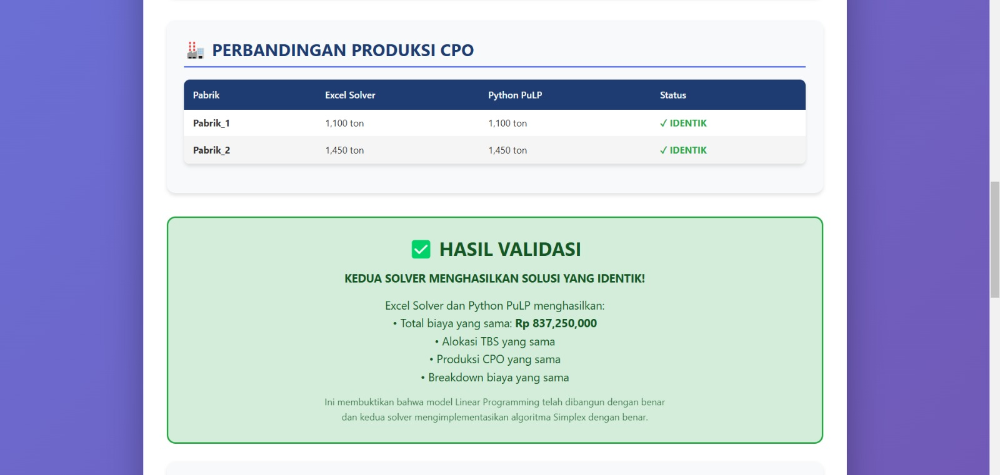 PERBANDINGAN PRODUKSI CPO
Pabrik Excel Solver Python PuLP Status
Pabrik_1 1,100 ton 1,100 ton ✓ IDENTIK
Pabrik_2 1,450 ton 1,450 ton ✓ IDENTIK
HASIL VALIDASI
KEDUA SOLVER MENGHASILKAN SOLUSI YANG IDENTIK!
Excel Solver dan Python PuLP menghasilkan:
• Total biaya yang sama: Rp 837,250,000
• Alokasi TBS yang sama
• Produksi CPO yang sama
• Breakdown biaya yang sama
Ini membuktikan bahwa model Linear Programming telah dibangun dengan benar
dan kedua solver mengimplementasikan algoritma Simplex dengan benar.